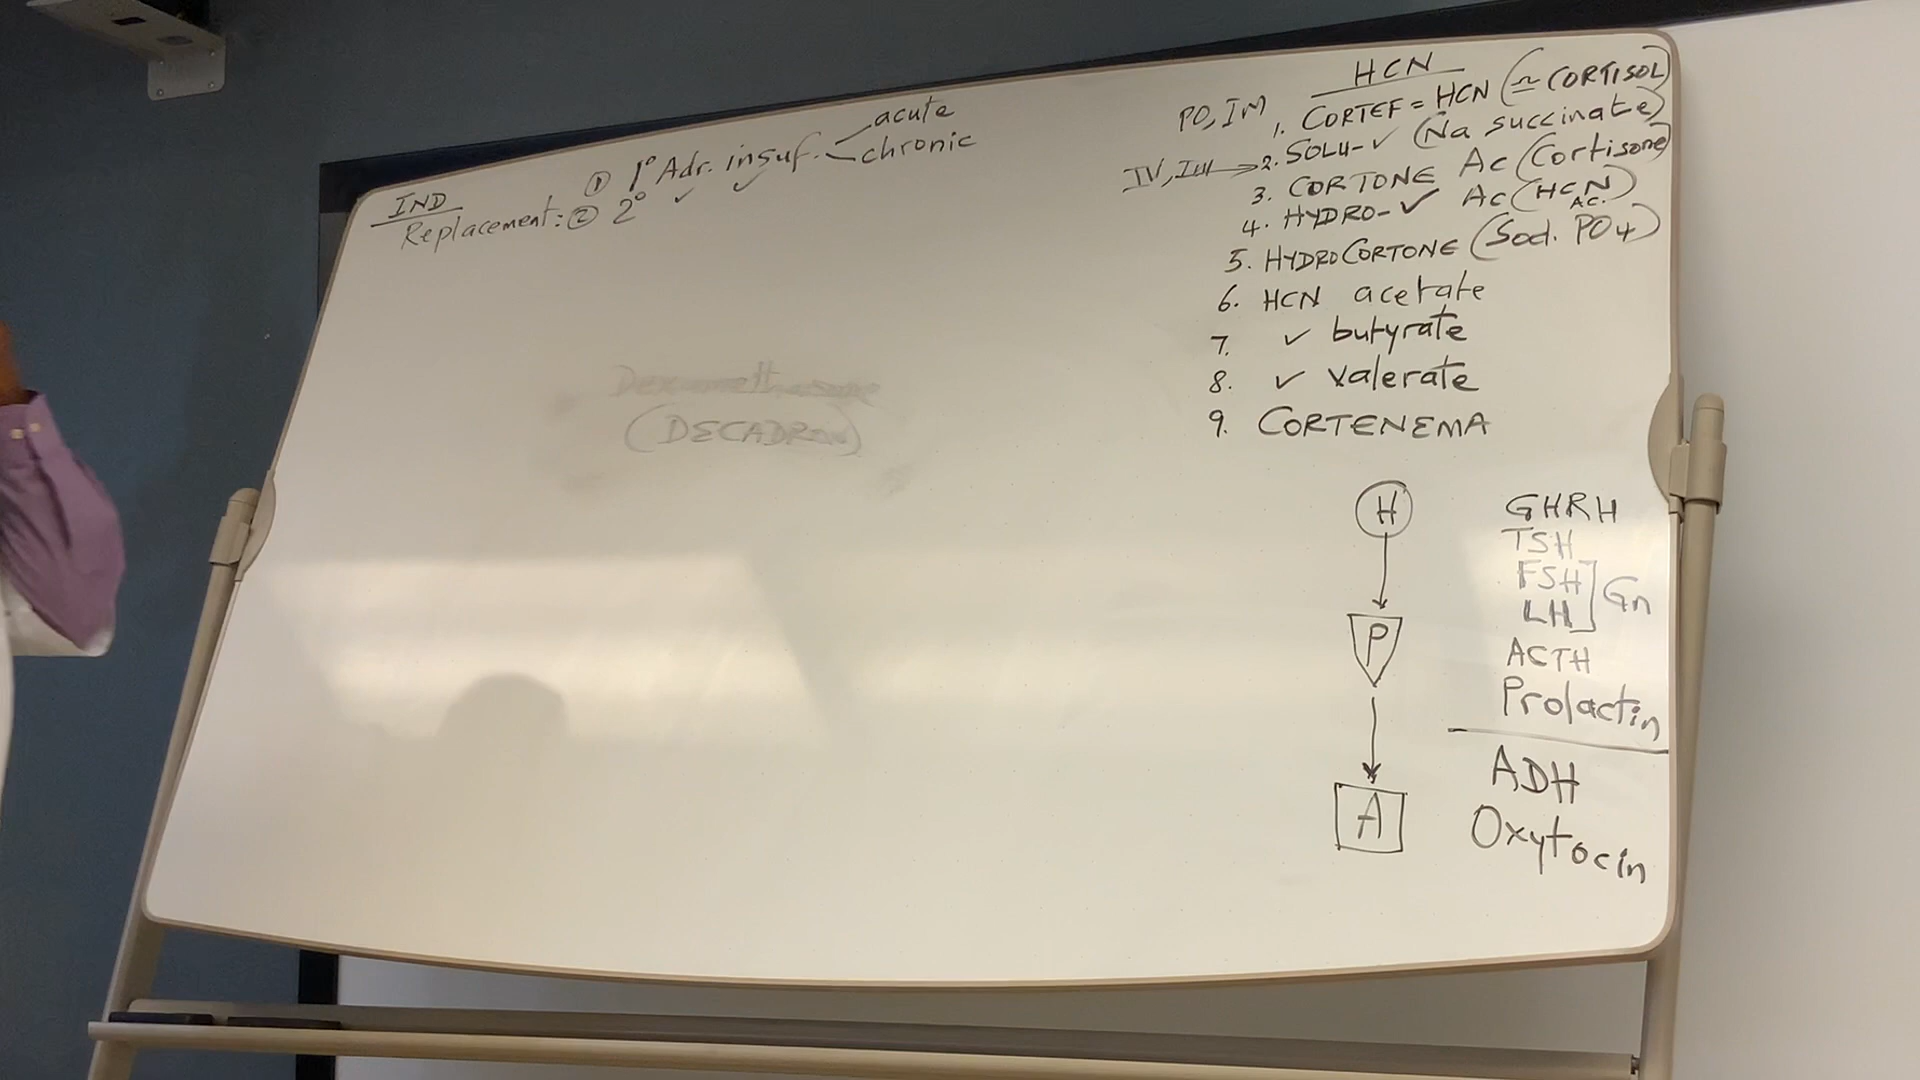 IND
Replacement: ① 1° Adr. insuf. acute
chronic
② 2° ✓ ✓
(DECADRON)
HCN
PO, IM 1. CORTEF = HCN (≃ CORTISOL)
IV, IM → 2. SOLU- ✓ (Na succinate)
3. CORTONE Ac (Cortisone)
4. HYDRO- ✓ Ac (HCN AC.)
5. HYDROCORTONE (Sod. PO4)
6. HCN acetate
7. ✓ butyrate
8. ✓ valerate
9. CORTENEMA
H
P
A
GHRH
TSH
FSH
LH ] Gn
ACTH
Prolactin
ADH
Oxytocin